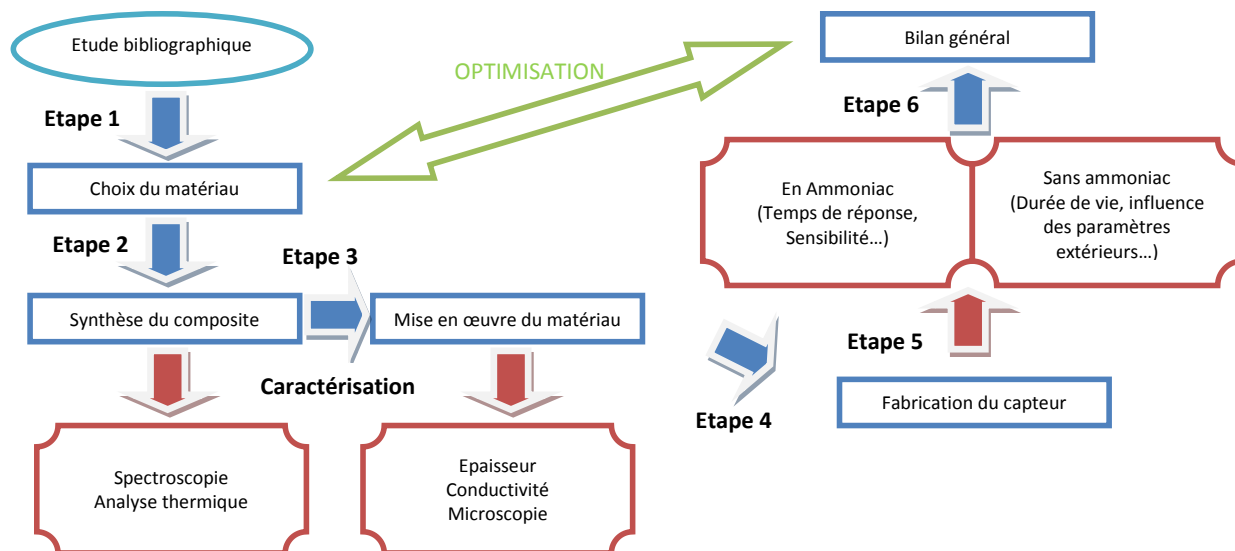 Etude bibliographique
Etape 1
Choix du matériau
Etape 2
Synthèse du composite
Etape 3
Mise en œuvre du matériau
Caractérisation
Spectroscopie
Analyse thermique
Epaisseur
Conductivité
Microscopie
OPTIMISATION
Etape 4
Fabrication du capteur
Etape 5
En Ammoniac
(Temps de réponse,
Sensibilité…)
Sans ammoniac
(Durée de vie, influence
des paramètres
extérieurs…)
Etape 6
Bilan général